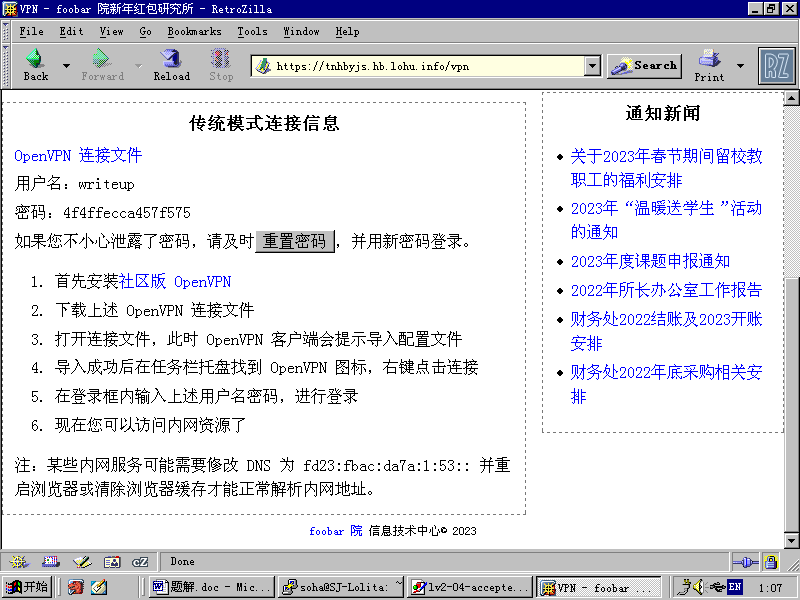 VPN - foobar 院新年红包研究所 - RetroZilla
File Edit View Go Bookmarks Tools Window Help
Back Forward Reload Stop https://tnhbyjs.hb.lohu.info/vpn Search Print RZ
传统模式连接信息
OpenVPN 连接文件
用户名：writeup
密码：4f4ffecca457f575
如果您不小心泄露了密码，请及时 重置密码 ，并用新密码登录。
1. 首先安装社区版 OpenVPN
2. 下载上述 OpenVPN 连接文件
3. 打开连接文件，此时 OpenVPN 客户端会提示导入配置文件
4. 导入成功后在任务栏托盘找到 OpenVPN 图标，右键点击连接
5. 在登录框内输入上述用户名密码，进行登录
6. 现在您可以访问内网资源了
注：某些内网服务可能需要修改 DNS 为 fd23:fbac:da7a:1:53:: 并重
启浏览器或清除浏览器缓存才能正常解析内网地址。
通知新闻
• 关于2023年春节期间留校教
职工的福利安排
• 2023年“温暖送学生”活动
的通知
• 2023年度课题申报通知
• 2022年所长办公室工作报告
• 财务处2022结账及2023开账
安排
• 财务处2022年底采购相关安
排
foobar 院 信息技术中心© 2023
cZ Done
开始 题解.doc - Mic... soha@SJ-Lolita: ~ lv2-04-accepte... VPN - foobar ... EN 1:07